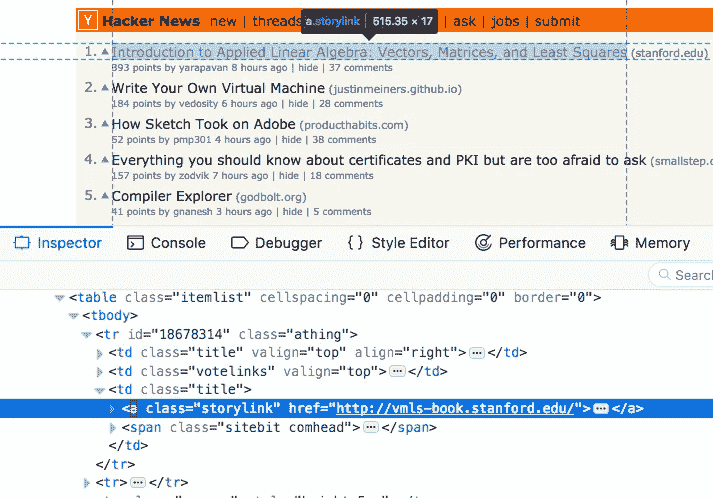 Y Hacker News new | threads a.storylink | 515.35 × 17 | ask | jobs | submit
1. Introduction to Applied Linear Algebra: Vectors, Matrices, and Least Squares (stanford.edu)
393 points by yarapavan 8 hours ago | hide | 37 comments
2. Write Your Own Virtual Machine (justinmeiners.github.io)
184 points by vedosity 6 hours ago | hide | 28 comments
3. How Sketch Took on Adobe (producthabits.com)
52 points by pmp301 4 hours ago | hide | 38 comments
4. Everything you should know about certificates and PKI but are too afraid to ask (smallstep.c
157 points by zodvik 7 hours ago | hide | 18 comments
5. Compiler Explorer (godbolt.org)
41 points by gnanesh 3 hours ago | hide | 5 comments
Inspector Console Debugger {} Style Editor Performance Memory
Search
<table class="itemlist" cellspacing="0" cellpadding="0" border="0">
<tbody>
<tr id="18678314" class="athing">
<td class="title" valign="top" align="right">⋯</td>
<td class="votelinks" valign="top">⋯</td>
<td class="title">
<a class="storylink" href="http://vmls-book.stanford.edu/">⋯</a>
<span class="sitebit comhead">⋯</span>
</td>
</tr>
<tr>⋯</tr>